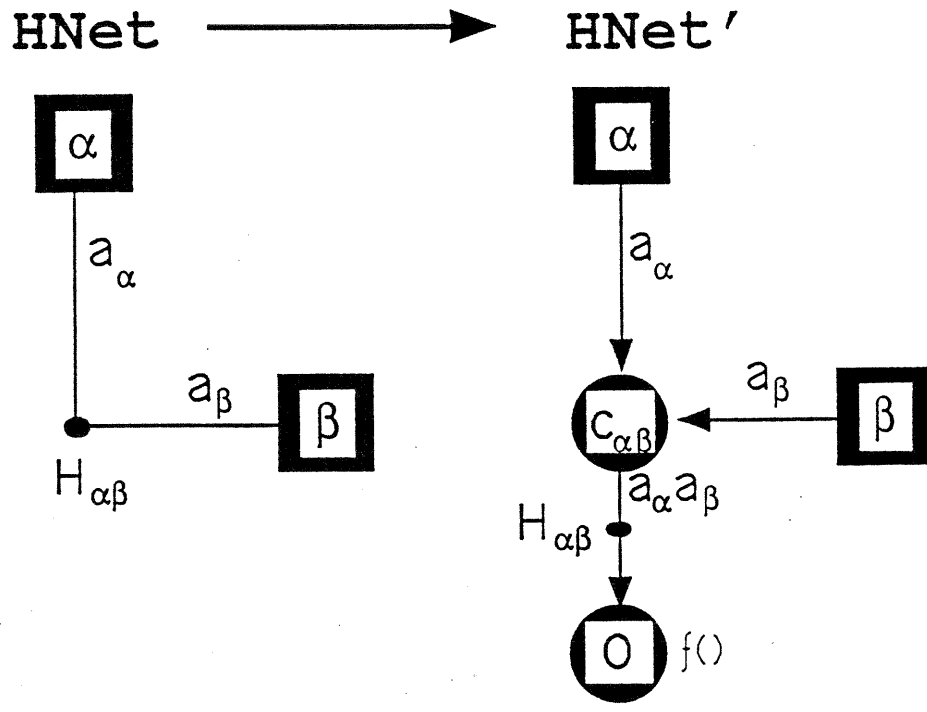 HNet HNet′
α α
a_α a_α
a_β a_β
β C_αβ β
H_αβ a_α a_β
H_αβ
O f()